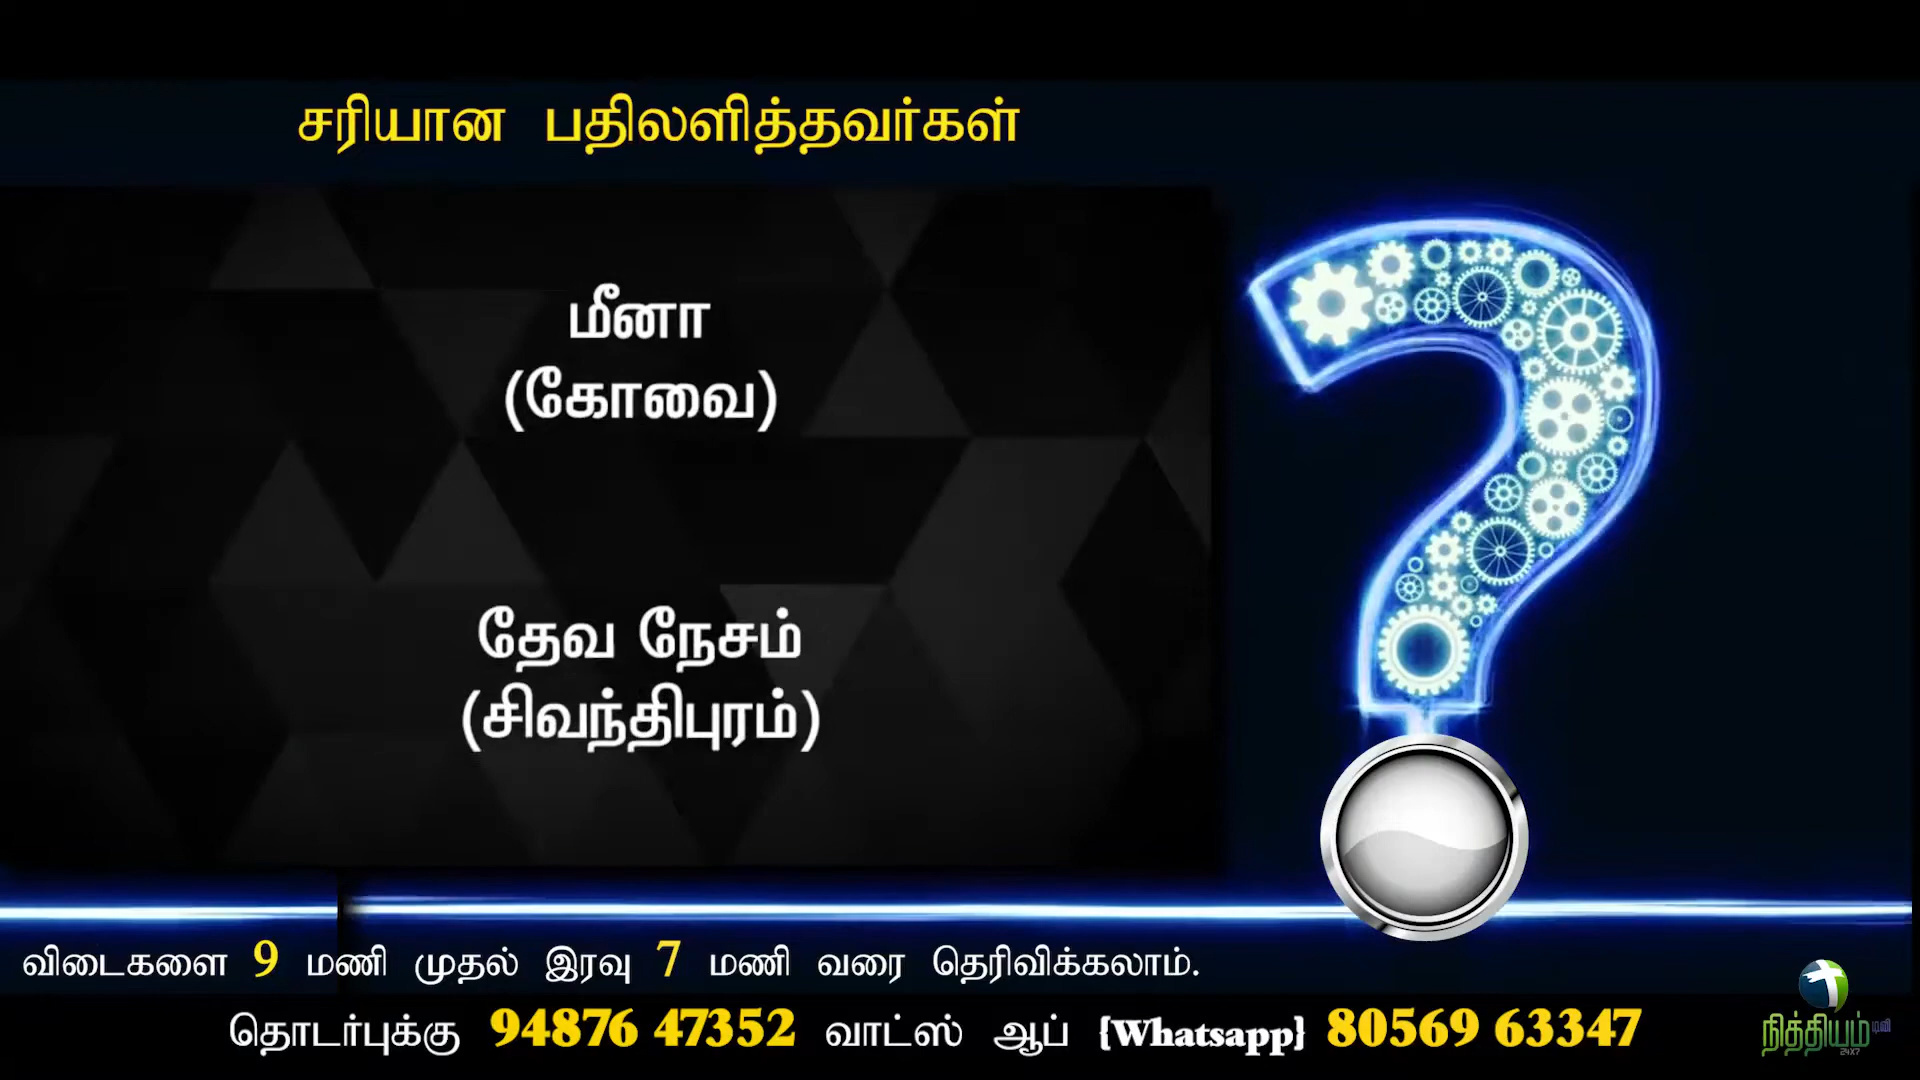 சரியான பதிலளித்தவர்கள்
மீனா
(கோவை)
தேவ நேசம்
(சிவந்திபுரம்)
விடைகளை 9 மணி முதல் இரவு 7 மணி வரை தெரிவிக்கலாம்.
தொடர்புக்கு 94876 47352 வாட்ஸ் ஆப் {Whatsapp} 80569 63347
நித்தியம் டிவி
24X7